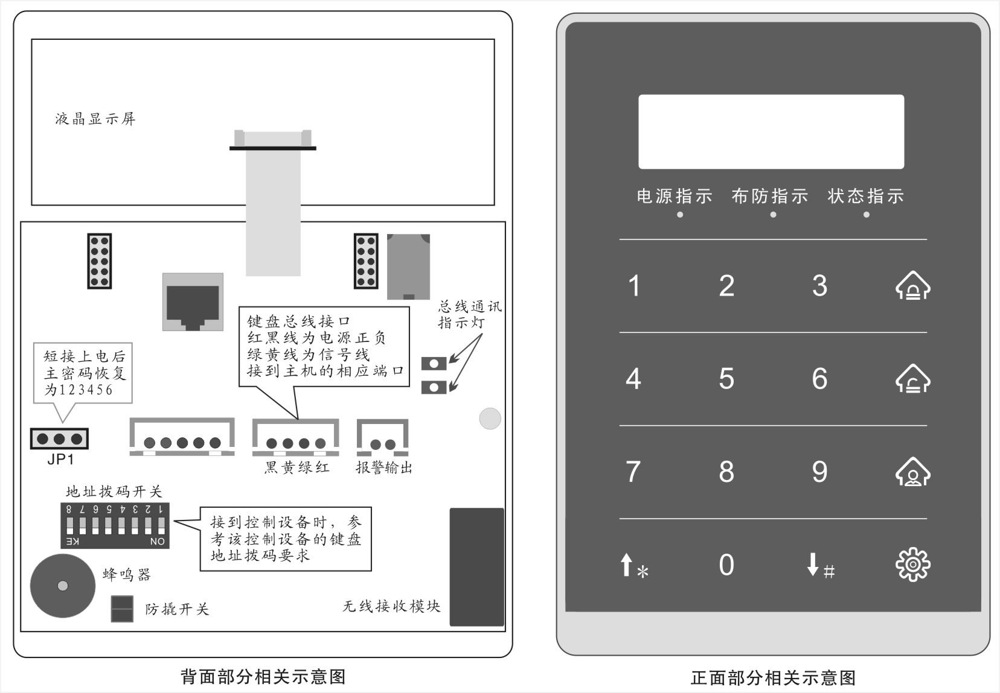 液晶显示屏
总线通讯
指示灯
键盘总线接口
红黑线为电源正负
绿黄线为信号线
接到主机的相应端口
短接上电后
主密码恢复
为123456
JP1
黑黄绿红
报警输出
地址拨码开关
8 7 6 5 4 3 2 1
KE ON
接到控制设备时，参
考该控制设备的键盘
地址拨码要求
蜂鸣器
防撬开关
无线接收模块
背面部分相关示意图
电源指示 布防指示 状态指示
1 2 3
4 5 6
7 8 9
* 0 #
正面部分相关示意图